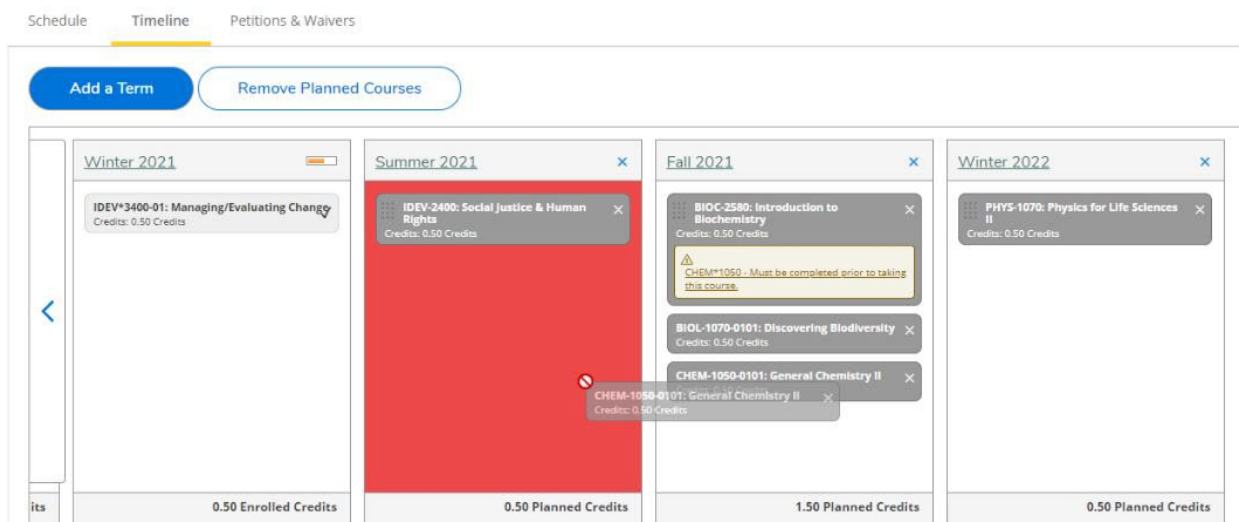 Schedule Timeline Petitions & Waivers
Add a Term Remove Planned Courses
Winter 2021
IDEV*3400-01: Managing/Evaluating Change
Credits: 0.50 Credits
0.50 Enrolled Credits
Summer 2021
IDEV-2400: Social Justice & Human
Rights
Credits: 0.50 Credits
0.50 Planned Credits
Fall 2021
BIOC-2580: Introduction to
Biochemistry
Credits: 0.50 Credits
CHEM*1050 - Must be completed prior to taking
this course.
BIOL-1070-0101: Discovering Biodiversity
Credits: 0.50 Credits
CHEM-1050-0101: General Chemistry II
CHEM-1050-0101: General Chemistry II
Credits: 0.50 Credits
1.50 Planned Credits
Winter 2022
PHYS-1070: Physics for Life Sciences
II
Credits: 0.50 Credits
0.50 Planned Credits
its